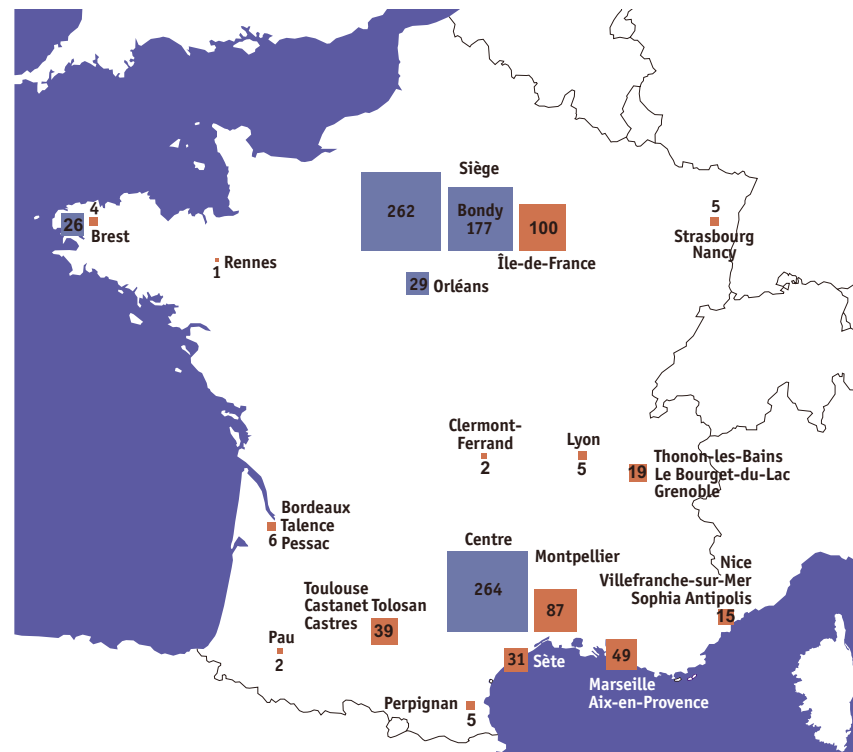 Siège
262
Bondy
177
100
Île-de-France
4
26
Brest
Rennes
1
29 Orléans
5
Strasbourg
Nancy
Clermont-
Ferrand
2
Lyon
5
19
Thonon-les-Bains
Le Bourget-du-Lac
Grenoble
Bordeaux
Talence
6 Pessac
Centre
264
Montpellier
87
Nice
Villefranche-sur-Mer
Sophia Antipolis
15
Toulouse
Castanet Tolosan
Castres
39
Pau
2
31 Sète
49
Marseille
Aix-en-Provence
Perpignan
5